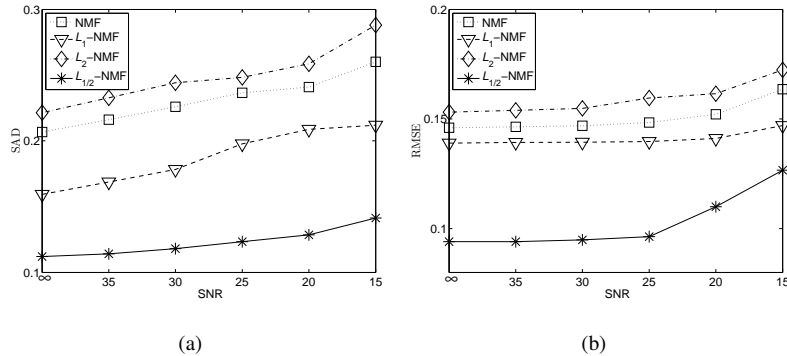 0.3
0.2
0.1
SAD
NMF
L1–NMF
L2–NMF
L1/2–NMF
∞ 35 30 25 20 15
SNR
(a)
0.2
0.15
0.1
RMSE
NMF
L1–NMF
L2–NMF
L1/2–NMF
∞ 35 30 25 20 15
SNR
(b)